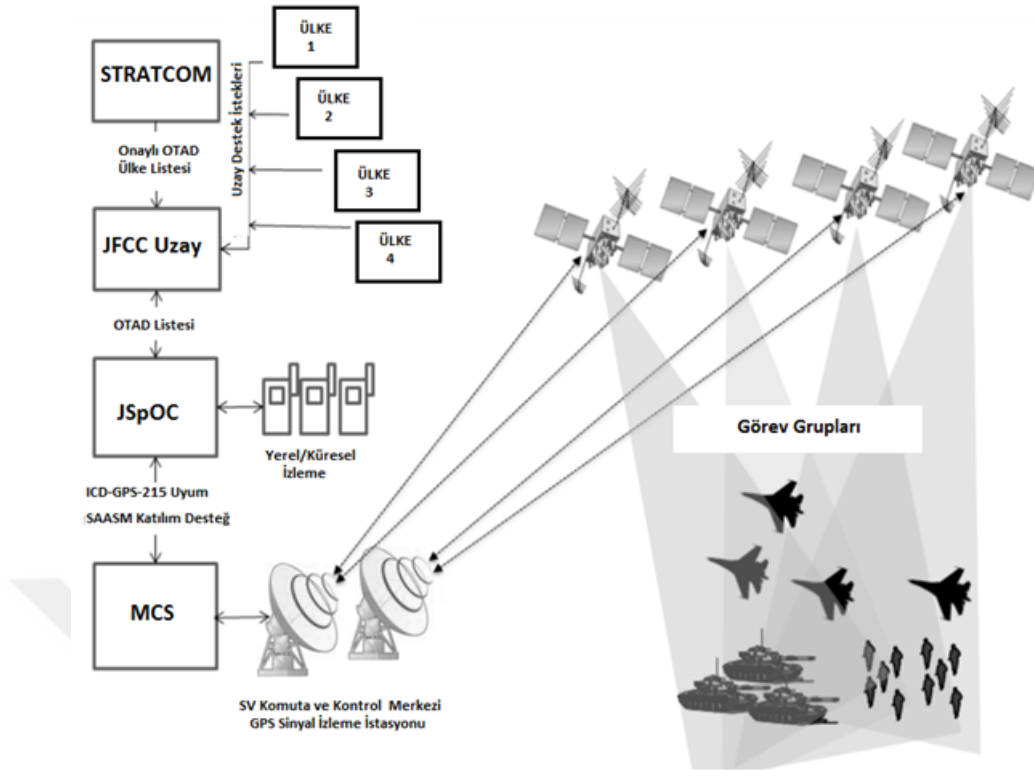 STRATCOM
Onaylı OTAD
Ülke Listesi
JFCC Uzay
OTAD Listesi
JSpOC
ICD-GPS-215 Uyum
SAASM Katılım Desteğ
MCS
Uzay Destek istekleri
ÜLKE
1
ÜLKE
2
ÜLKE
3
ÜLKE
4
Yerel/Küresel
İzleme
SV Komuta ve Kontrol Merkezi
GPS Sinyal İzleme İstasyonu
Görev Grupları